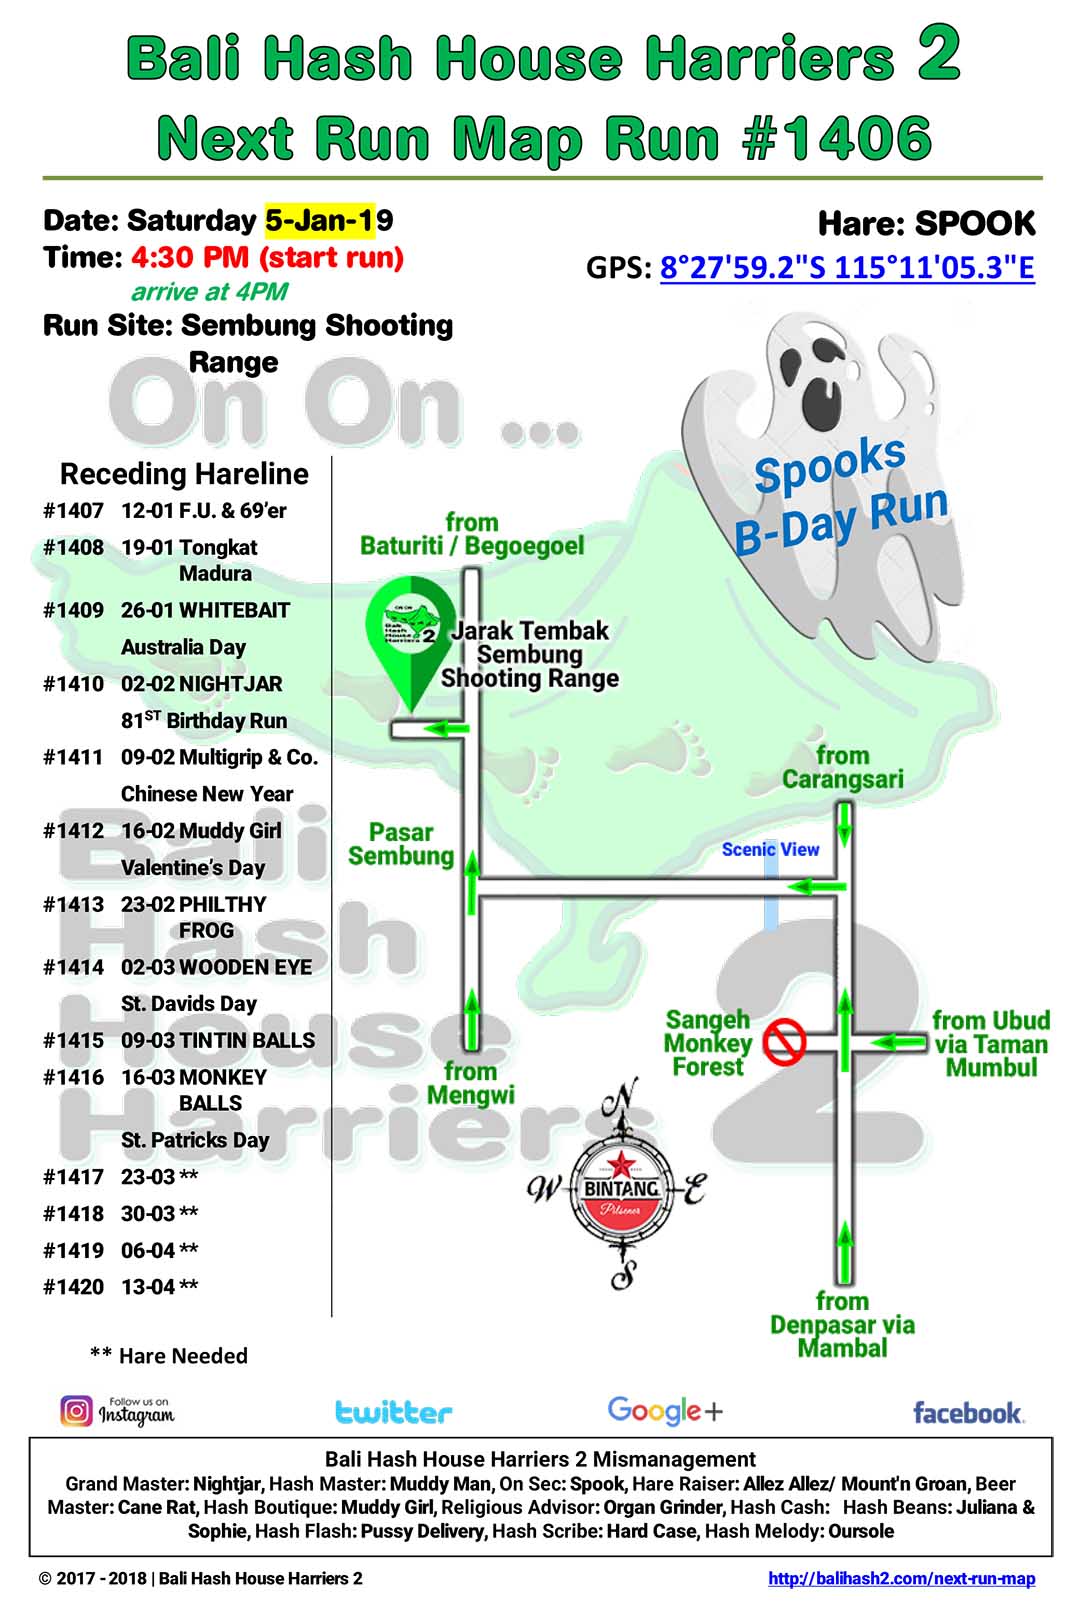 Bali Hash House Harriers 2
Next Run Map Run #1406
Date: Saturday 5-Jan-19
Time: 4:30 PM (start run)
arrive at 4PM
Run Site: Sembung Shooting
Range
Hare: SPOOK
GPS: 8°27'59.2"S 115°11'05.3"E
On On ...
Spooks
B-Day Run
Receding Hareline
#1407 12-01 F.U. & 69'er
#1408 19-01 Tongkat
Madura
#1409 26-01 WHITEBAIT
Australia Day
#1410 02-02 NIGHTJAR
81ST Birthday Run
#1411 09-02 Multigrip & Co.
Chinese New Year
#1412 16-02 Muddy Girl
Valentine's Day
#1413 23-02 PHILTHY
FROG
#1414 02-03 WOODEN EYE
St. Davids Day
#1415 09-03 TINTIN BALLS
#1416 16-03 MONKEY
BALLS
St. Patricks Day
#1417 23-03 **
#1418 30-03 **
#1419 06-04 **
#1420 13-04 **
** Hare Needed
from
Baturiti / Begoegoel
ON ON
Bali
Hash
House
Harriers 2
Jarak Tembak
Sembung
Shooting Range
from
Carangsari
Pasar
Sembung
Scenic View
Bali
Hash
House
Harriers 2
Sangeh
Monkey
Forest
from Ubud
via Taman
Mumbul
from
Mengwi
N
W
E
S
BINTANG
Pilsener
from
Denpasar via
Mambal
Follow us on
Instagram
twitter
Google+
facebook
Bali Hash House Harriers 2 Mismanagement
Grand Master: Nightjar, Hash Master: Muddy Man, On Sec: Spook, Hare Raiser: Allez Allez/ Mount'n Groan, Beer
Master: Cane Rat, Hash Boutique: Muddy Girl, Religious Advisor: Organ Grinder, Hash Cash: Hash Beans: Juliana &
Sophie, Hash Flash: Pussy Delivery, Hash Scribe: Hard Case, Hash Melody: Oursole
© 2017 - 2018 | Bali Hash House Harriers 2
http://balihash2.com/next-run-map